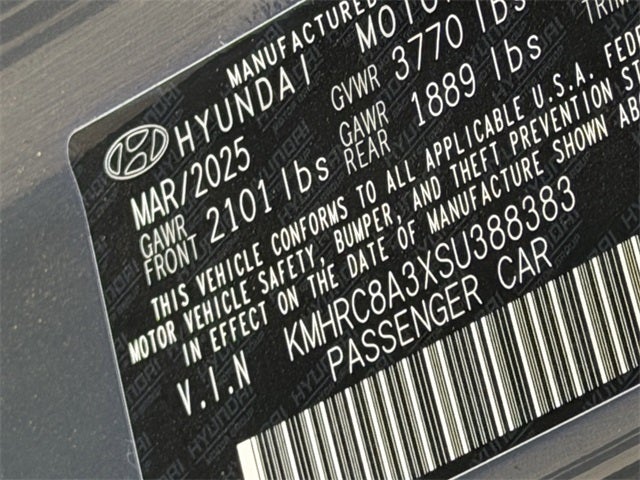 MANUFACTURED
HYUNDAI MOTO
MAR/2025 GVWR 3770 lbs
GAWR FRONT 2101 lbs GAWR REAR 1889 lbs
THIS VEHICLE CONFORMS TO ALL APPLICABLE U.S.A. FEDE
MOTOR VEHICLE SAFETY, BUMPER, AND THEFT PREVENTION ST
IN EFFECT ON THE DATE OF MANUFACTURE SHOWN AB
V.I.N KMHRC8A3XSU388383
PASSENGER CAR
TRIM